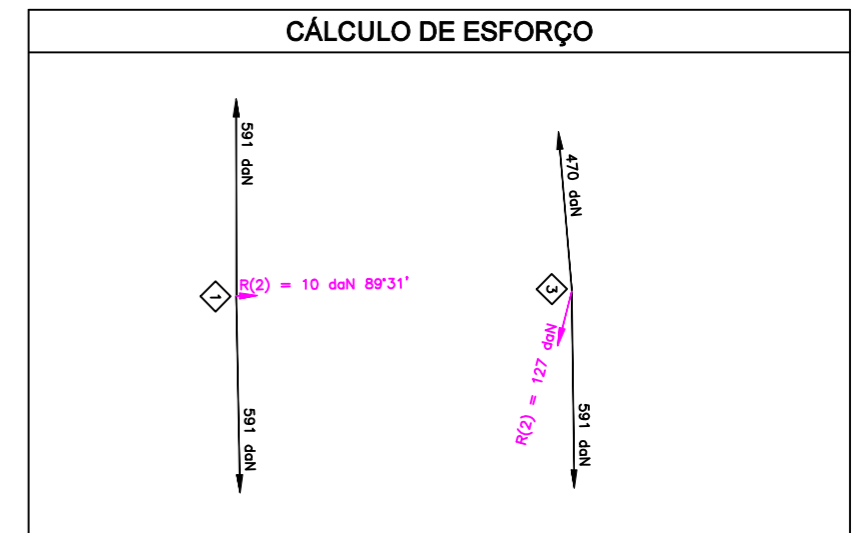 CÁLCULO DE ESFORÇO
591 daN
R(2) = 10 daN 89°31'
1
591 daN
470 daN
3
R(2) = 127 daN
591 daN